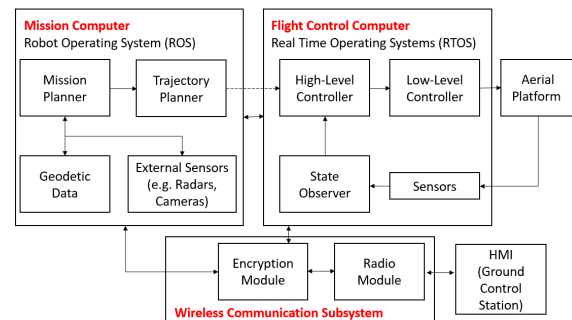 Mission Computer
Robot Operating System (ROS)
Mission
Planner
Trajectory
Planner
Geodetic
Data
External Sensors
(e.g. Radars,
Cameras)
Flight Control Computer
Real Time Operating Systems (RTOS)
High-Level
Controller
Low-Level
Controller
State
Observer
Sensors
Aerial
Platform
Encryption
Module
Radio
Module
Wireless Communication Subsystem
HMI
(Ground
Control
Station)